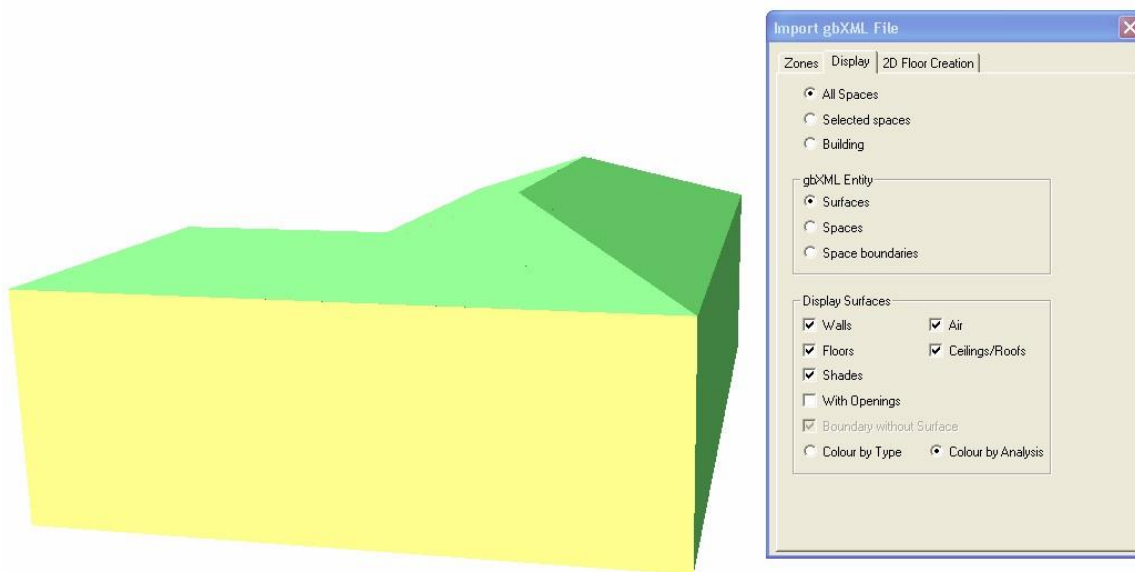 Import gbXML File
Zones Display 2D Floor Creation
All Spaces
Selected spaces
Building
gbXML Entity
Surfaces
Spaces
Space boundaries
Display Surfaces
Walls Air
Floors Ceilings/Roofs
Shades
With Openings
Boundary without Surface
Colour by Type Colour by Analysis